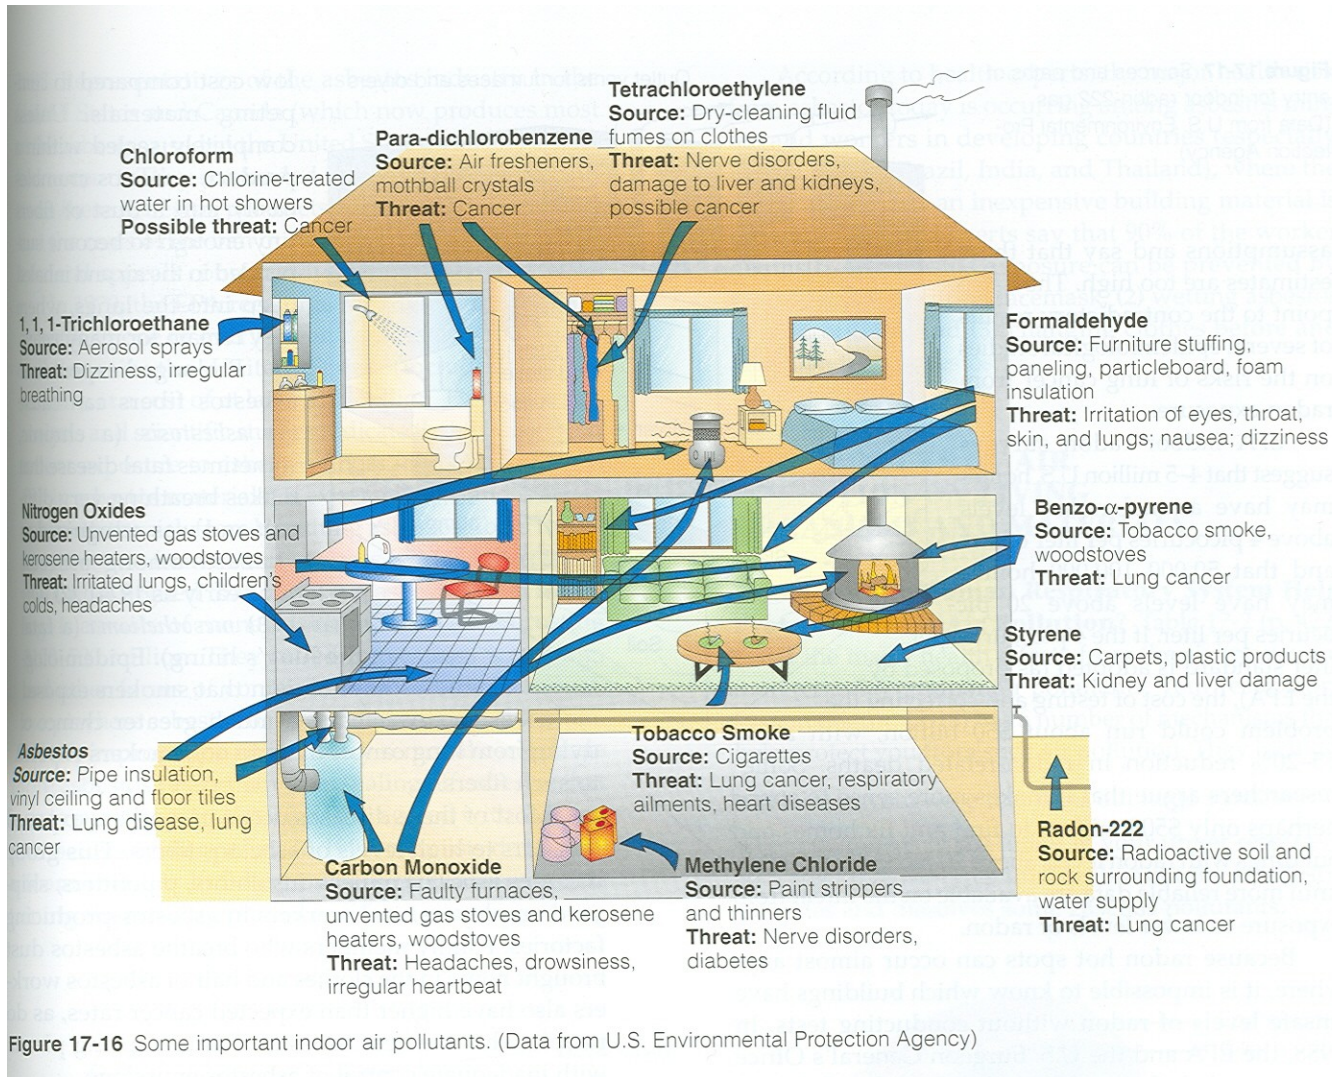 Tetrachloroethylene
Source: Dry-cleaning fluid
fumes on clothes
Threat: Nerve disorders,
damage to liver and kidneys,
possible cancer
Para-dichlorobenzene
Source: Air fresheners,
mothball crystals
Threat: Cancer
Chloroform
Source: Chlorine-treated
water in hot showers
Possible threat: Cancer
1, 1, 1-Trichloroethane
Source: Aerosol sprays
Threat: Dizziness, irregular
breathing
Formaldehyde
Source: Furniture stuffing,
paneling, particleboard, foam
insulation
Threat: Irritation of eyes, throat,
skin, and lungs; nausea; dizziness
Nitrogen Oxides
Source: Unvented gas stoves and
kerosene heaters, woodstoves
Threat: Irritated lungs, children's
colds, headaches
Benzo-α-pyrene
Source: Tobacco smoke,
woodstoves
Threat: Lung cancer
Styrene
Source: Carpets, plastic products
Threat: Kidney and liver damage
Asbestos
Source: Pipe insulation,
vinyl ceiling and floor tiles
Threat: Lung disease, lung
cancer
Tobacco Smoke
Source: Cigarettes
Threat: Lung cancer, respiratory
ailments, heart diseases
Carbon Monoxide
Source: Faulty furnaces,
unvented gas stoves and kerosene
heaters, woodstoves
Threat: Headaches, drowsiness,
irregular heartbeat
Methylene Chloride
Source: Paint strippers
and thinners
Threat: Nerve disorders,
diabetes
Radon-222
Source: Radioactive soil and
rock surrounding foundation,
water supply
Threat: Lung cancer
Figure 17-16 Some important indoor air pollutants. (Data from U.S. Environmental Protection Agency)